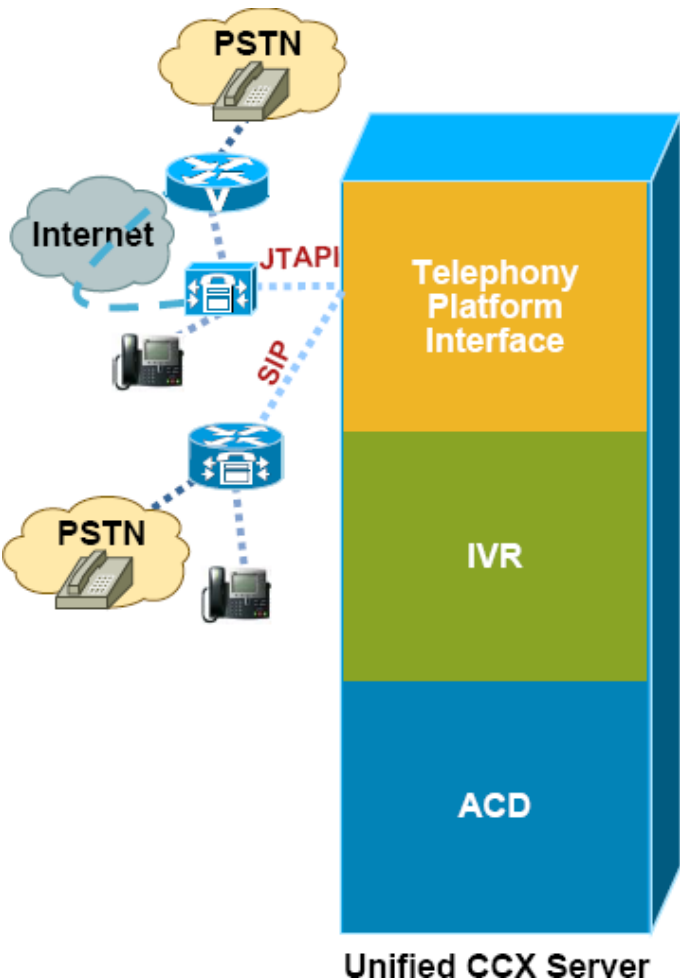 PSTN
V
Internet
JTAPI
Telephony
Platform
Interface
SIP
PSTN
IVR
ACD
Unified CCX Server